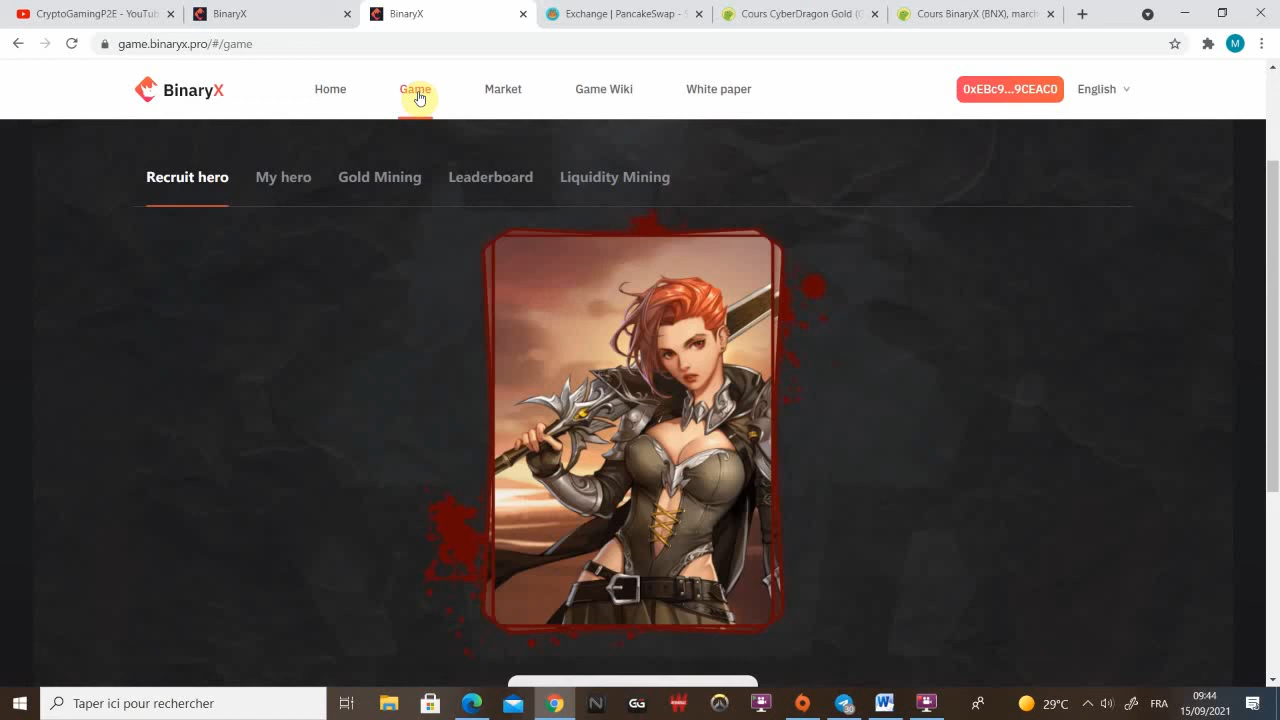 CryptoGamingP2E - YouTub
BinaryX
BinaryX
Exchange | PancakeSwap - 
Cours CyberDragon Gold (
Cours BinaryX (BNX), march
game.binaryx.pro/#/game
M
BinaryX
Home
Game
Market
Game Wiki
White paper
0xEBc9...9CEAC0
English
Recruit hero
My hero
Gold Mining
Leaderboard
Liquidity Mining
Taper ici pour rechercher
N
GG
W
29°C
FRA
09:44
15/09/2021